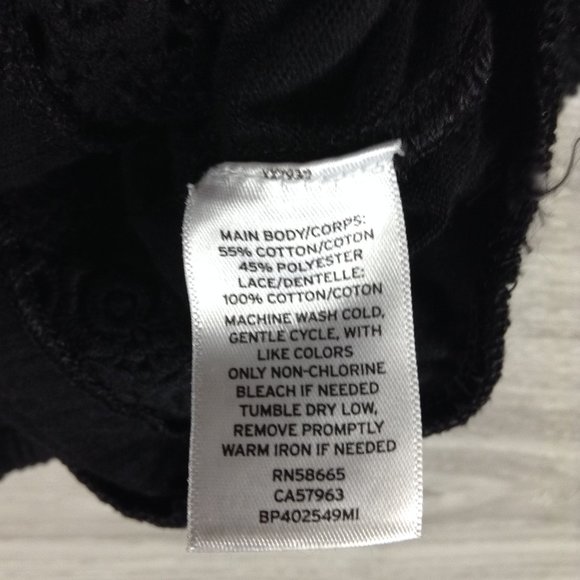 MAIN BODY/CORPS:
55% COTTON/COTON
45% POLYESTER
LACE/DENTELLE:
100% COTTON/COTON
MACHINE WASH COLD,
GENTLE CYCLE, WITH
LIKE COLORS
ONLY NON-CHLORINE
BLEACH IF NEEDED
TUMBLE DRY LOW,
REMOVE PROMPTLY
WARM IRON IF NEEDED
RN58665
CA57963
BP402549MI